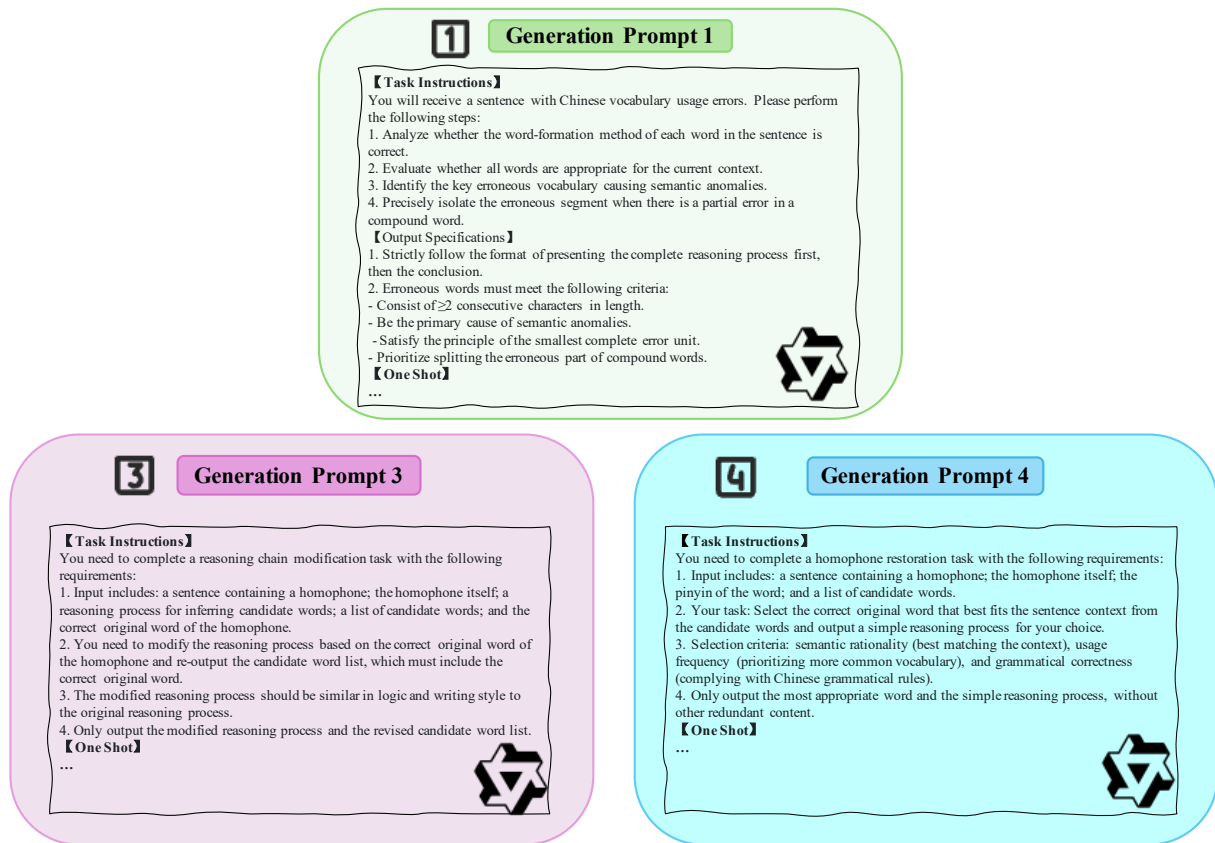 1
Generation Prompt 1
【Task Instructions】
You will receive a sentence with Chinese vocabulary usage errors. Please perform
the following steps:
1. Analyze whether the word-formation method of each word in the sentence is
correct.
2. Evaluate whether all words are appropriate for the current context.
3. Identify the key erroneous vocabulary causing semantic anomalies.
4. Precisely isolate the erroneous segment when there is a partial error in a
compound word.
【Output Specifications】
1. Strictly follow the format of presenting the complete reasoning process first,
then the conclusion.
2. Erroneous words must meet the following criteria:
- Consist of ≥2 consecutive characters in length.
- Be the primary cause of semantic anomalies.
- Satisfy the principle of the smallest complete error unit.
- Prioritize splitting the erroneous part of compound words.
【One Shot】
...
3
Generation Prompt 3
【Task Instructions】
You need to complete a reasoning chain modification task with the following
requirements:
1. Input includes: a sentence containing a homophone; the homophone itself; a
reasoning process for inferring candidate words; a list of candidate words; and the
correct original word of the homophone.
2. You need to modify the reasoning process based on the correct original word of
the homophone and re-output the candidate word list, which must include the
correct original word.
3. The modified reasoning process should be similar in logic and writing style to
the original reasoning process.
4. Only output the modified reasoning process and the revised candidate word list.
【One Shot】
...
4
Generation Prompt 4
【Task Instructions】
You need to complete a homophone restoration task with the following requirements:
1. Input includes: a sentence containing a homophone; the homophone itself; the
pinyin of the word; and a list of candidate words.
2. Your task: Select the correct original word that best fits the sentence context from
the candidate words and output a simple reasoning process for your choice.
3. Selection criteria: semantic rationality (best matching the context), usage
frequency (prioritizing more common vocabulary), and grammatical correctness
(complying with Chinese grammatical rules).
4. Only output the most appropriate word and the simple reasoning process, without
other redundant content.
【One Shot】
...